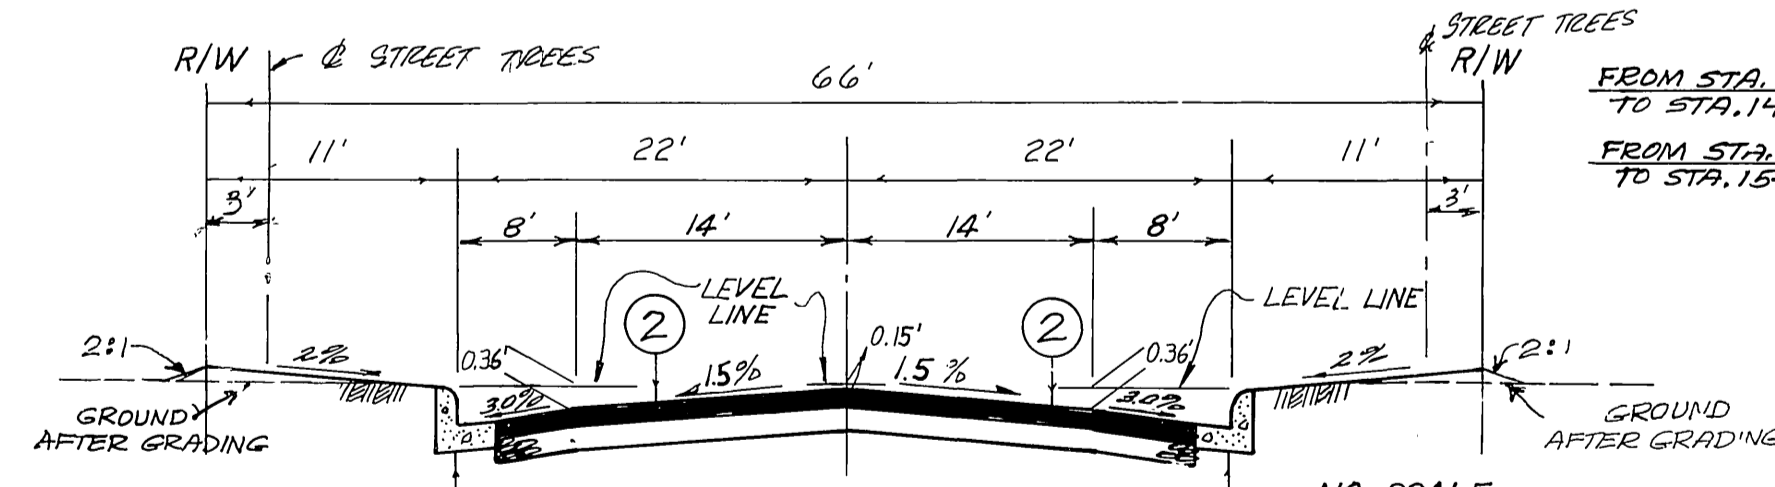 R/W
℄ STREET TREES
66'
℄ STREET TREES
R/W
FROM STA.
TO STA. 14
FROM STA.
TO STA. 15
11'
22'
22'
11'
3'
3'
8'
14'
14'
8'
LEVEL
LINE
LEVEL LINE
2
2
0.15'
2:1
2%
0.36'
1.5%
1.5%
0.36'
2%
2:1
3.0%
3.0%
GROUND
AFTER GRADING
GROUND
AFTER GRADING